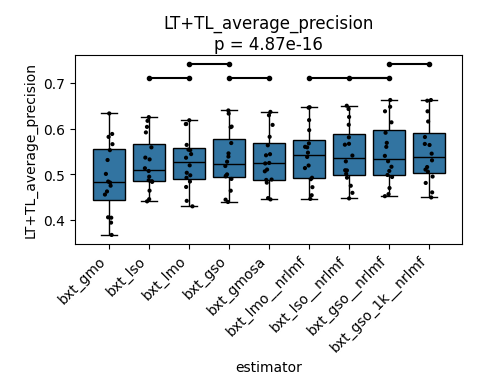 LT+TL_average_precision
p = 4.87e-16
LT+TL_average_precision
0.7
0.6
0.5
0.4
bxt_gmo
bxt_lso
bxt_lmo
bxt_gso
bxt_gmosa
bxt_lmo__nrlmf
bxt_lso__nrlmf
bxt_gso__nrlmf
bxt_gso_1k__nrlmf
estimator